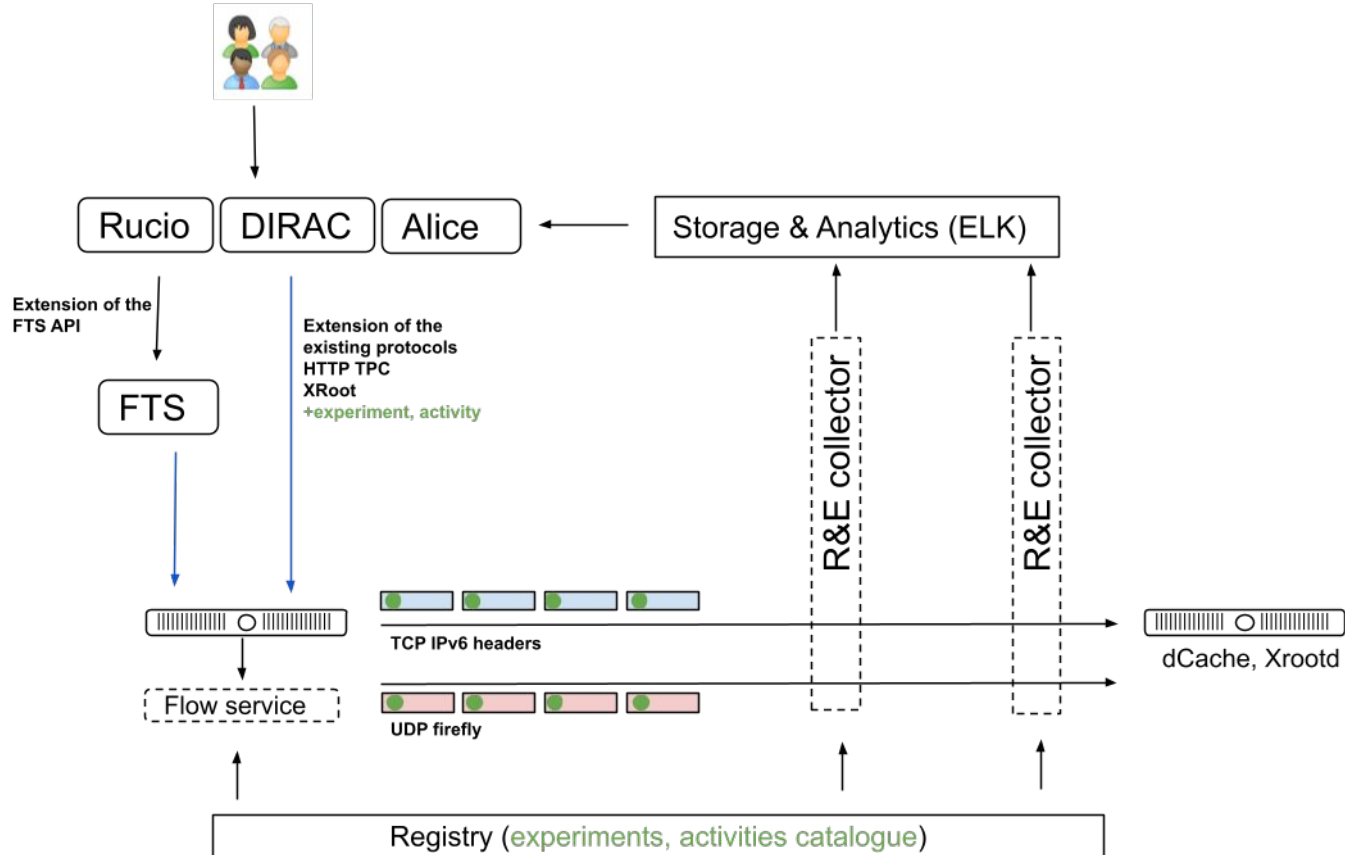 Rucio
DIRAC
Alice
Storage & Analytics (ELK)
Extension of the
FTS API
Extension of the
existing protocols
HTTP TPC
XRoot
+experiment, activity
FTS
R&E collector
R&E collector
TCP IPv6 headers
dCache, Xrootd
Flow service
UDP firefly
Registry (experiments, activities catalogue)